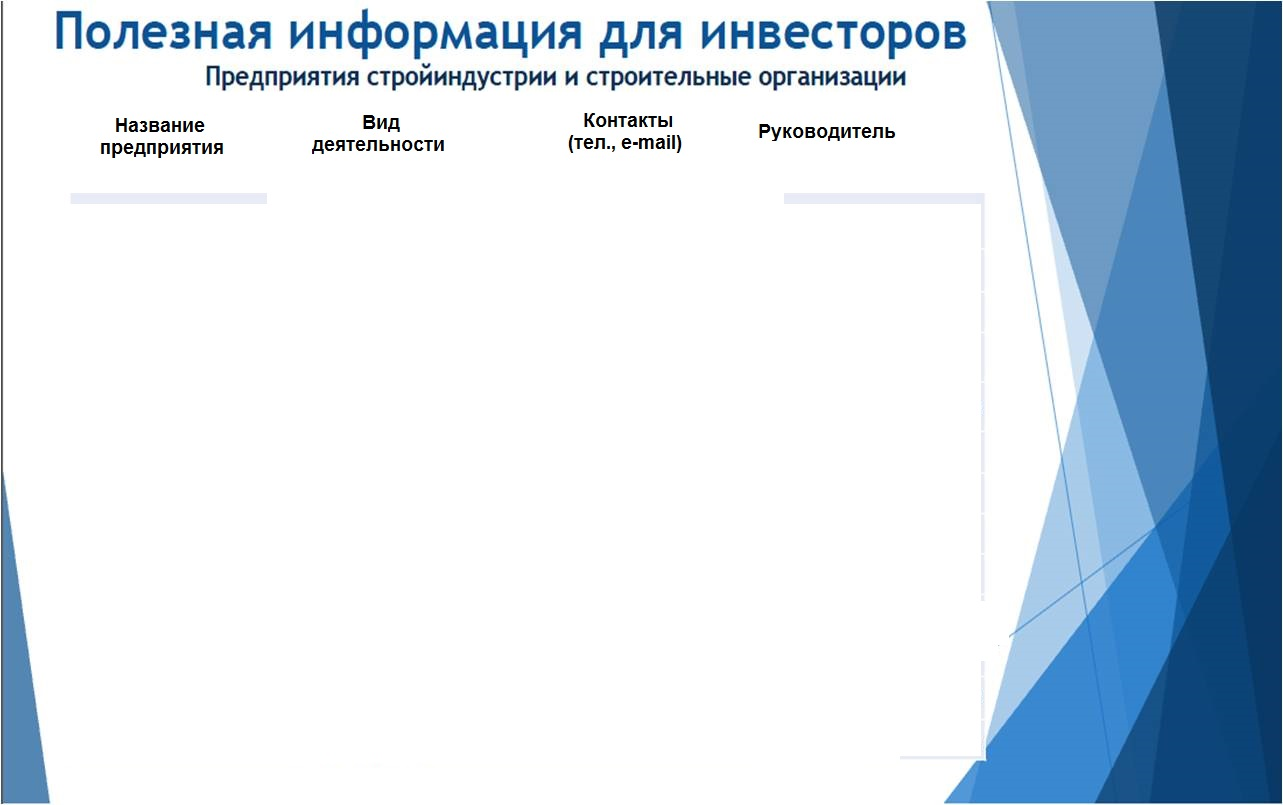 Полезная информация для инвесторов
Предприятия стройиндустрии и строительные организации
Название
предприятия
Вид
деятельности
Контакты
(тел., e-mail)
Руководитель